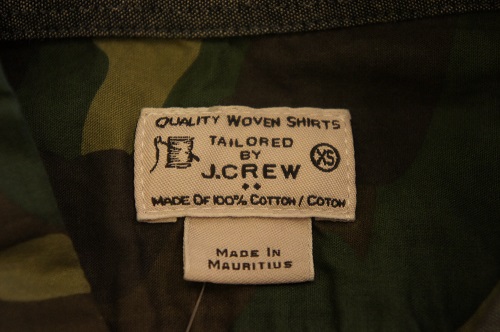 QUALITY WOVEN SHIRTS
TAILORED
BY
XS
J.CREW
MADE OF 100% COTTON / COTON
MADE IN
MAURITIUS